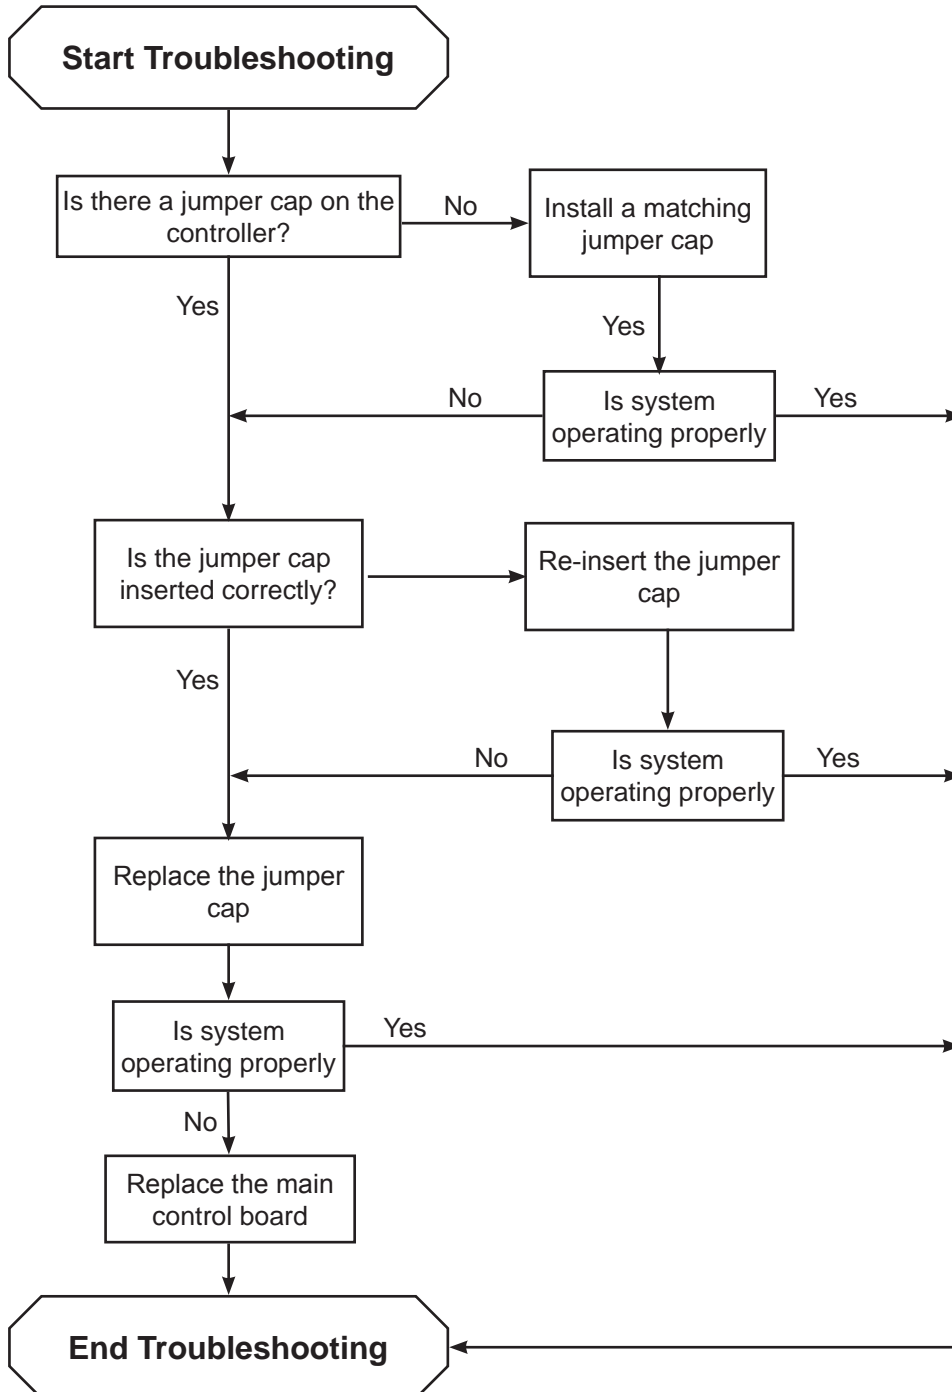 Start Troubleshooting
Is there a jumper cap on the
controller?
No
Install a matching
jumper cap
Yes
Yes
No
Is system
operating properly
Yes
Is the jumper cap
inserted correctly?
Re-insert the jumper
cap
Yes
No
Is system
operating properly
Yes
Replace the jumper
cap
Is system
operating properly
Yes
No
Replace the main
control board
End Troubleshooting